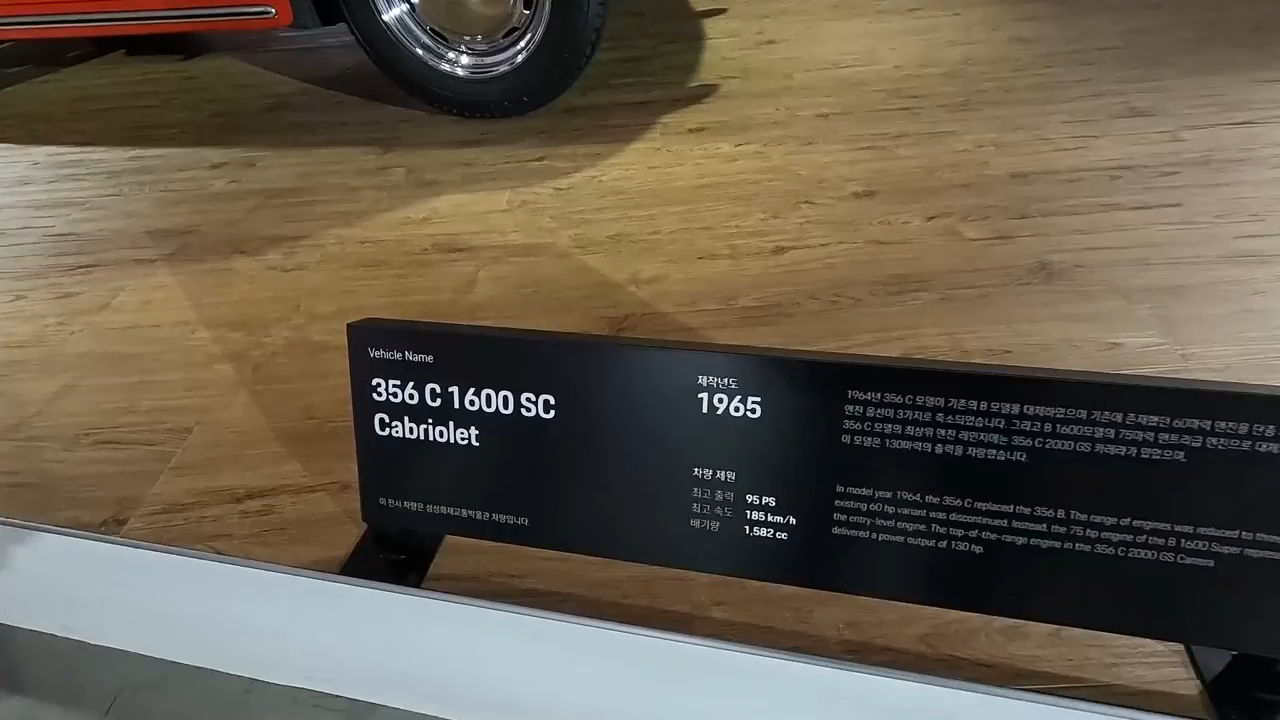 Vehicle Name
356 C 1600 SC
Cabriolet
이 전시 차량은 삼성화재교통박물관 차량입니다.
제작년도
1965
차량 제원
최고 출력 95 PS
최고 속도 185 km/h
배기량 1,582 cc
1964년 356 C 모델이 기존의 B 모델을 대체하였으며 기존에 존재했던 60마력 엔진을 단종
엔진 옵션이 3가지로 축소되었습니다. 그리고 B 1600모델의 75마력 엔트리급 엔진으로 대체
356 C 모델의 최상위 엔진 라인지에는 356 C 2000 GS 카레라가 있었으며,
이 모델은 130마력의 출력을 자랑했습니다.
In model year 1964, the 356 C replaced the 356 B. The range of engines was reduced to three
existing 60 hp variant was discontinued. Instead, the 75 hp engine of the B 1600 Super
the entry-level engine. The top-of-the-range engine in the 356 C 2000 GS Carrera
delivered a power output of 130 hp.